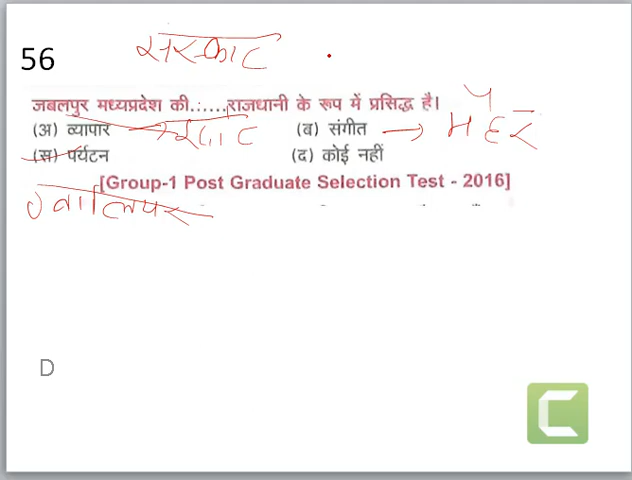 56
सरकार
जबलपुर मध्यप्रदेश की.:....राजधानी के रूप में प्रसिद्ध है।
(अ) व्यापार
(ब) संगीत → मैहर
(स) पर्यटन
(द) कोई नहीं
[Group-1 Post Graduate Selection Test - 2016]
ग्वालियर
D